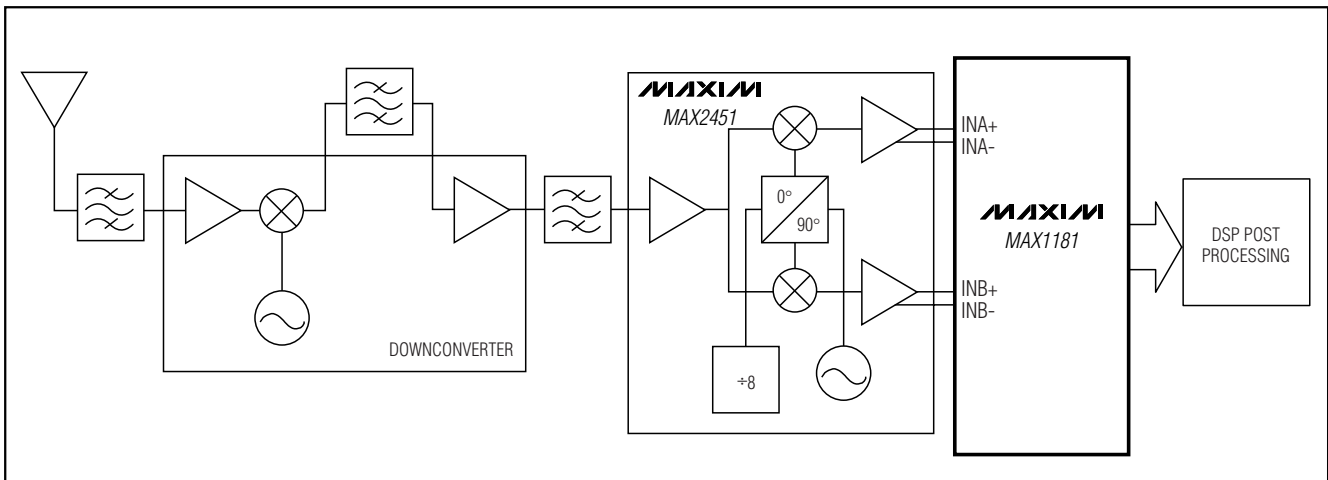 DOWNCONVERTER
MAXIM
MAX2451
0°
90°
÷8
INA+
INA-
MAXIM
MAX1181
INB+
INB-
DSP POST
PROCESSING